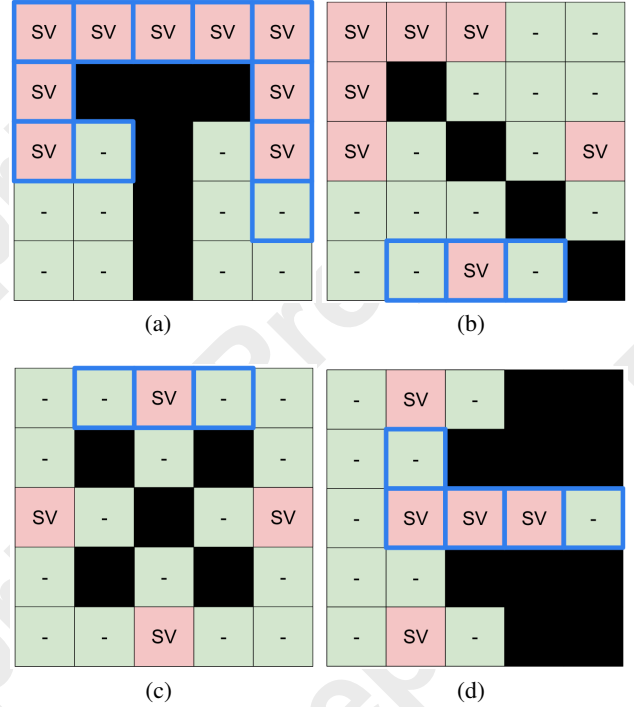 SV SV SV SV SV SV SV SV - -
SV SV SV - - -
SV - - SV SV - - SV
- - - - - - - -
- - - - - SV -
(a) (b)
- - SV - - - SV -
- - - - -
SV - - SV - SV SV SV -
- - - - -
- - SV - - - SV -
(c) (d)